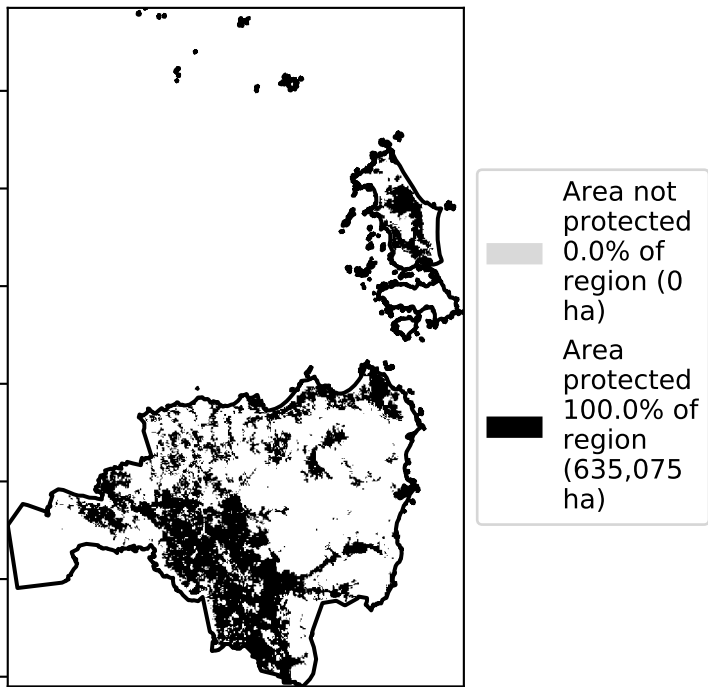 Area not
protected
0.0% of
region (0
ha)
Area
protected
100.0% of
region
(635,075
ha)